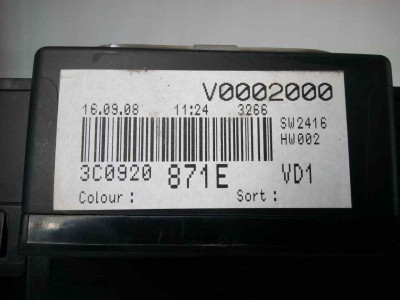 V0002000
16.09.08 11:24 3266
SW2416
HW002
3C0920 871E VD1
Colour : Sort :